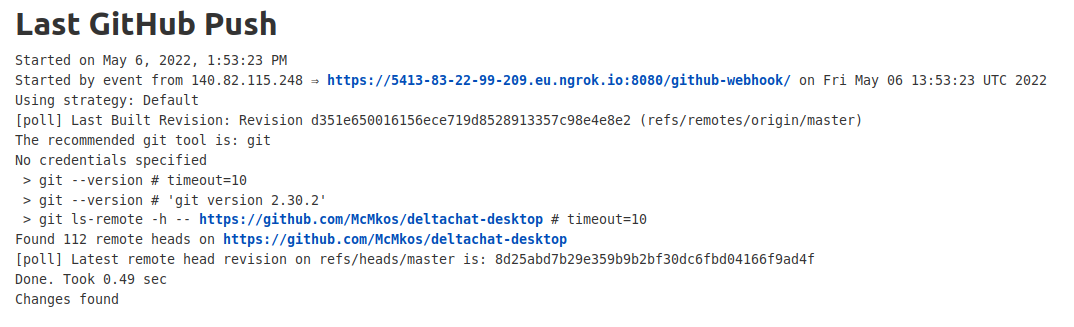 Last GitHub Push
Started on May 6, 2022, 1:53:23 PM
Started by event from 140.82.115.248 ⇒ https://5413-83-22-99-209.eu.ngrok.io:8080/github-webhook/ on Fri May 06 13:53:23 UTC 2022
Using strategy: Default
[poll] Last Built Revision: Revision d351e650016156ece719d8528913357c98e4e8e2 (refs/remotes/origin/master)
The recommended git tool is: git
No credentials specified
 > git --version # timeout=10
 > git --version # 'git version 2.30.2'
 > git ls-remote -h -- https://github.com/McMkos/deltachat-desktop # timeout=10
Found 112 remote heads on https://github.com/McMkos/deltachat-desktop
[poll] Latest remote head revision on refs/heads/master is: 8d25abd7b29e359b9b2bf30dc6fbd04166f9ad4f
Done. Took 0.49 sec
Changes found